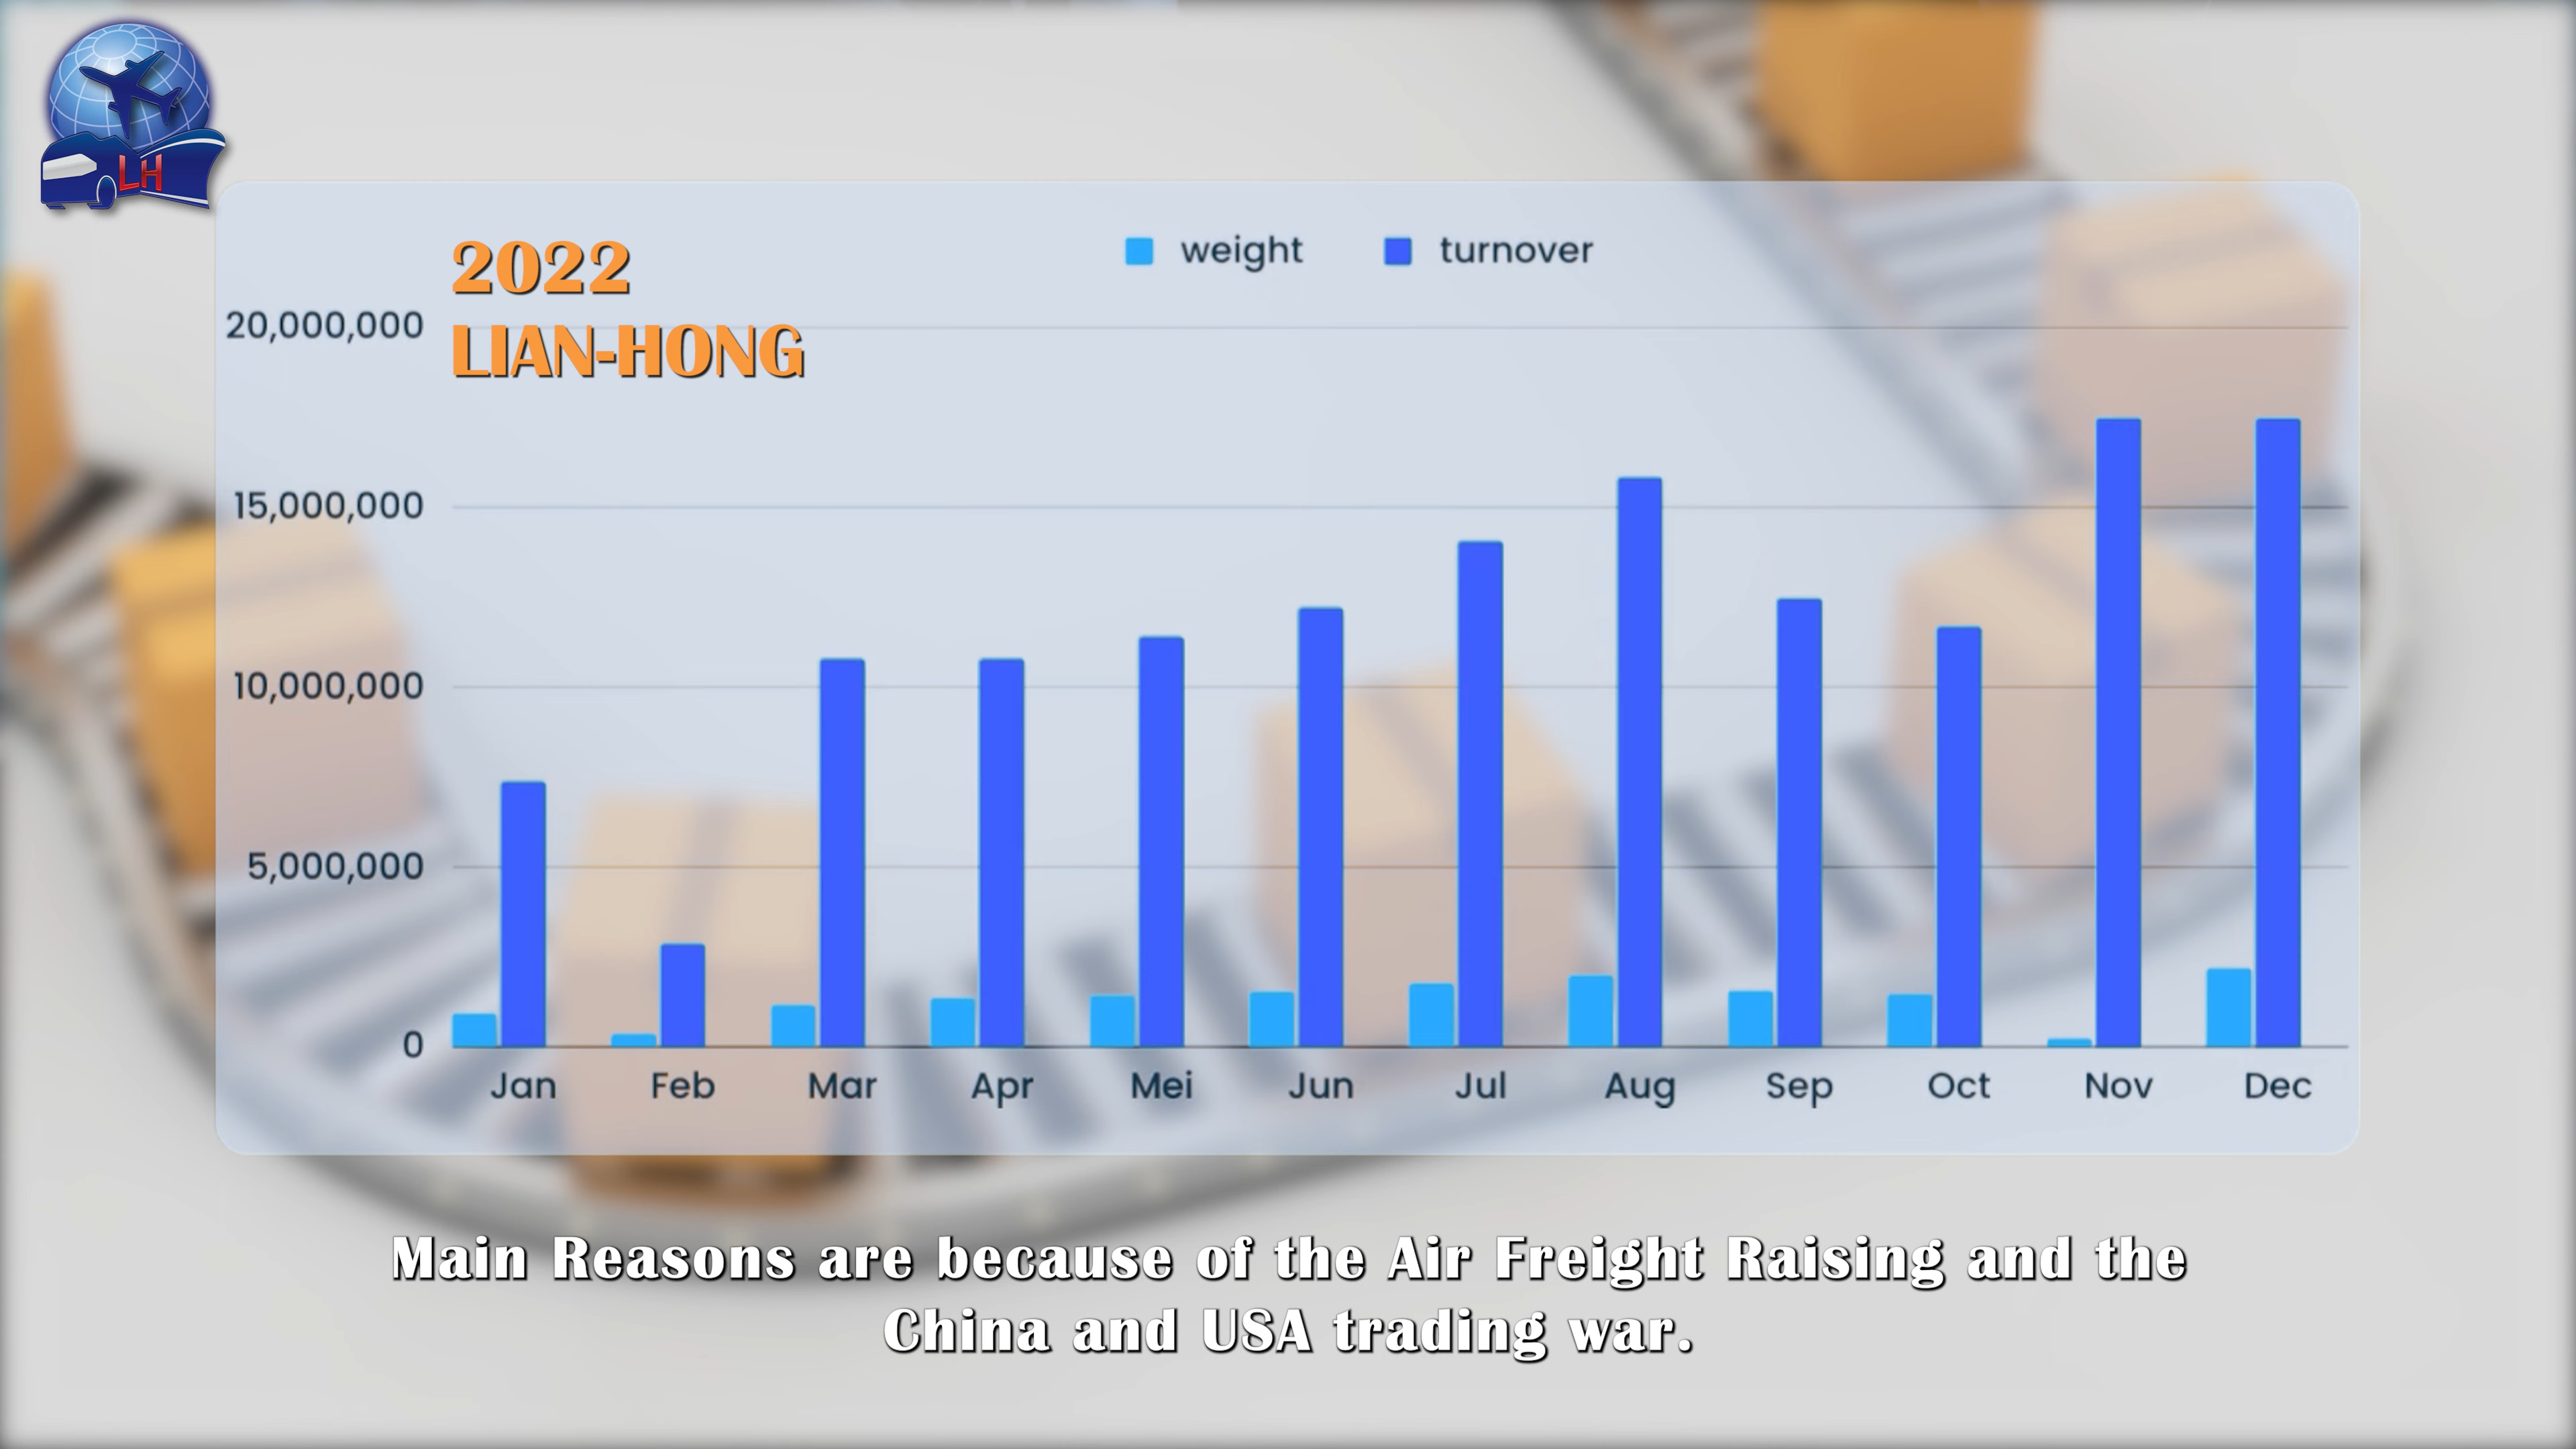 LH
2022
LIAN-HONG
weight turnover
20,000,000
15,000,000
10,000,000
5,000,000
0
Jan Feb Mar Apr Mei Jun Jul Aug Sep Oct Nov Dec
Main Reasons are because of the Air Freight Raising and the
China and USA trading war.